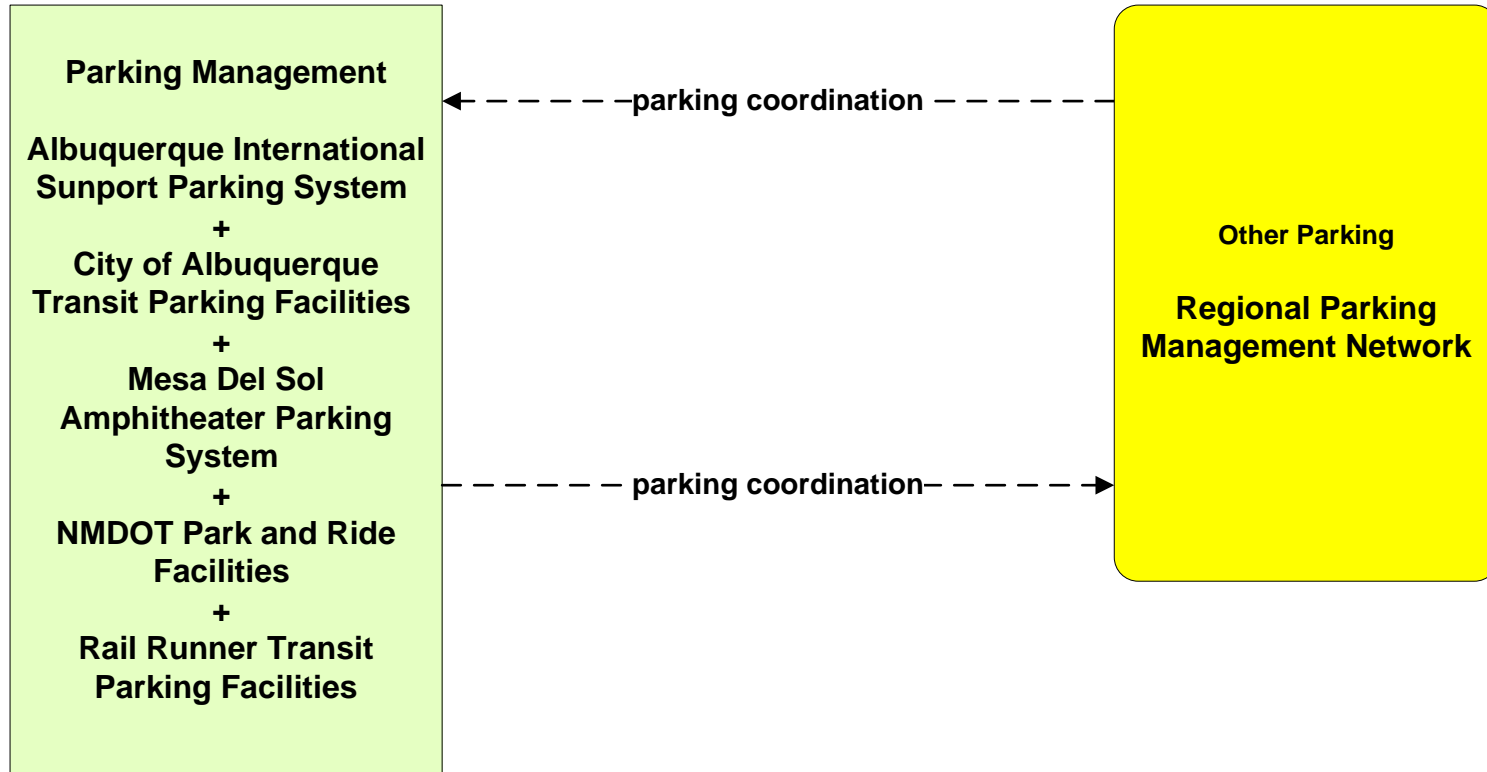 Parking Management
Albuquerque International
Sunport Parking System
+
City of Albuquerque
Transit Parking Facilities
+
Mesa Del Sol
Amphitheater Parking
System
+
NMDOT Park and Ride
Facilities
+
Rail Runner Transit
Parking Facilities
parking coordination
parking coordination
Other Parking
Regional Parking
Management Network